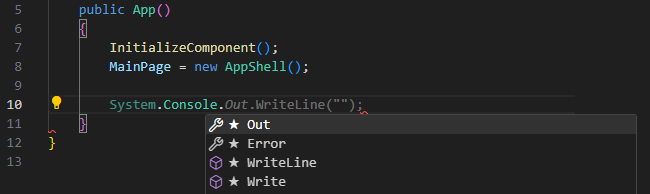 5 public App()
6 {
7 InitializeComponent();
8 MainPage = new AppShell();
9
10 System.Console.Out.WriteLine("");
11 }
12 }
13
★ Out
★ Error
★ WriteLine
★ Write